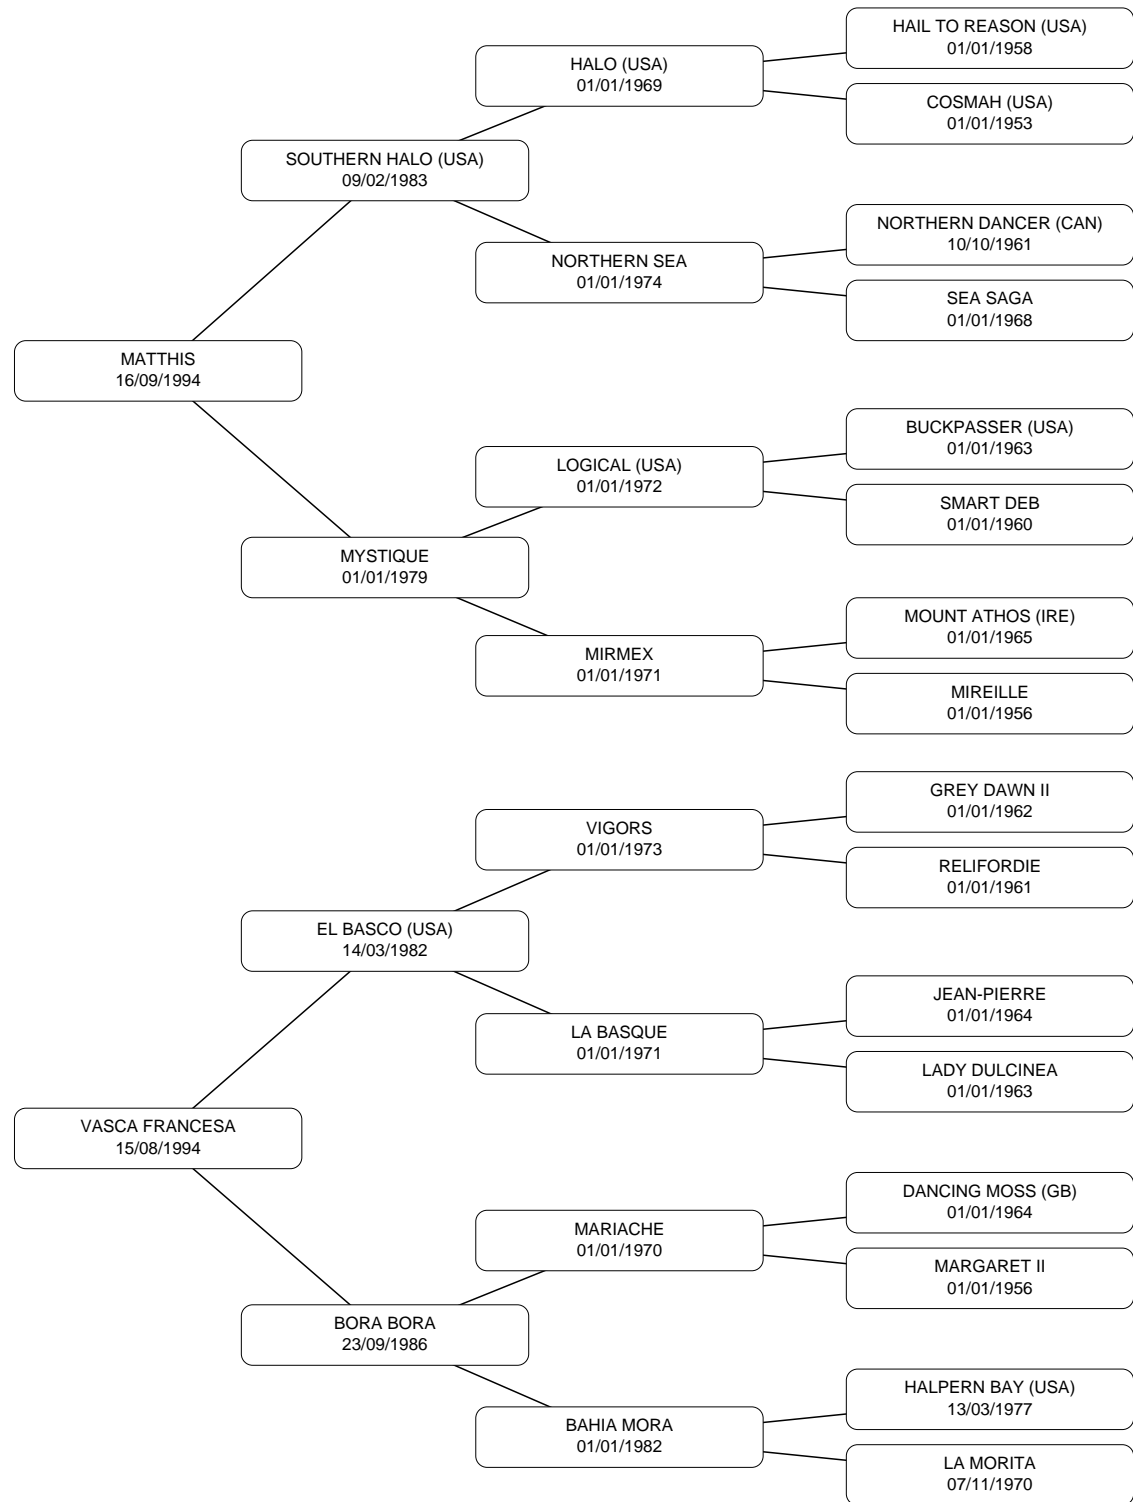 HAIL TO REASON (USA)
01/01/1958
HALO (USA)
01/01/1969
COSMAH (USA)
01/01/1953
SOUTHERN HALO (USA)
09/02/1983
NORTHERN DANCER (CAN)
10/10/1961
NORTHERN SEA
01/01/1974
SEA SAGA
01/01/1968
MATTHIS
16/09/1994
BUCKPASSER (USA)
01/01/1963
LOGICAL (USA)
01/01/1972
SMART DEB
01/01/1960
MYSTIQUE
01/01/1979
MOUNT ATHOS (IRE)
01/01/1965
MIRMEX
01/01/1971
MIREILLE
01/01/1956
GREY DAWN II
01/01/1962
VIGORS
01/01/1973
RELIFORDIE
01/01/1961
EL BASCO (USA)
14/03/1982
JEAN-PIERRE
01/01/1964
LA BASQUE
01/01/1971
LADY DULCINEA
01/01/1963
VASCA FRANCESA
15/08/1994
DANCING MOSS (GB)
01/01/1964
MARIACHE
01/01/1970
MARGARET II
01/01/1956
BORA BORA
23/09/1986
HALPERN BAY (USA)
13/03/1977
BAHIA MORA
01/01/1982
LA MORITA
07/11/1970